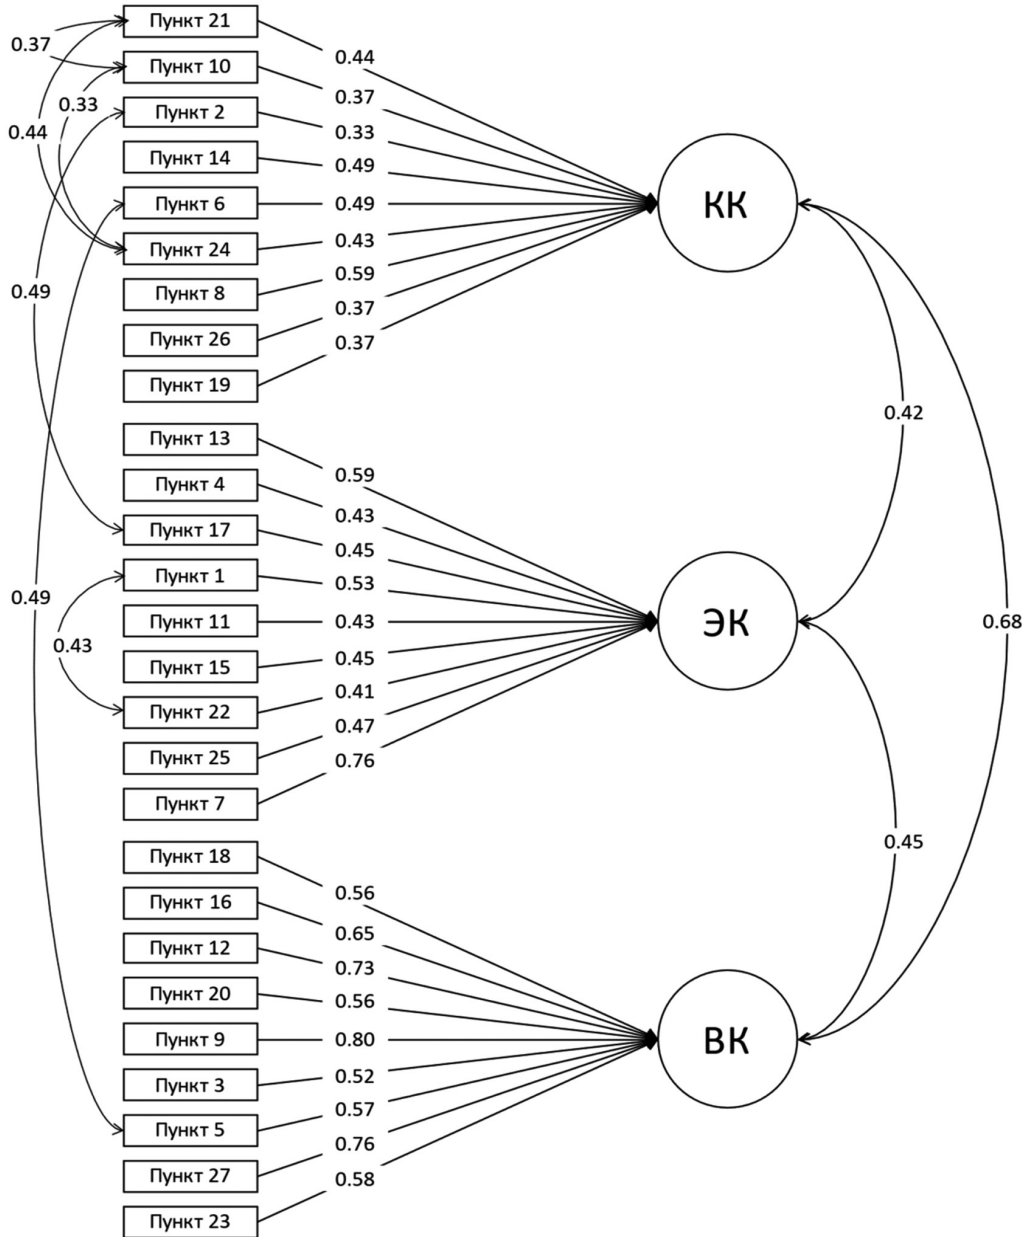 Пункт 21
0.37
0.44
Пункт 10
0.37
0.33
Пункт 2
0.44
0.33
Пункт 14
0.49
КК
Пункт 6
0.49
Пункт 24
0.43
0.49
Пункт 8
0.59
Пункт 26
0.37
Пункт 19
0.37
0.42
Пункт 13
0.59
Пункт 4
0.43
Пункт 17
0.45
Пункт 1
0.53
0.49
Пункт 11
0.43
ЭК
0.68
0.43
Пункт 15
0.45
Пункт 22
0.41
Пункт 25
0.47
Пункт 7
0.76
0.45
Пункт 18
0.56
Пункт 16
0.65
Пункт 12
0.73
Пункт 20
0.56
Пункт 9
0.80
ВК
Пункт 3
0.52
Пункт 5
0.57
Пункт 27
0.76
Пункт 23
0.58